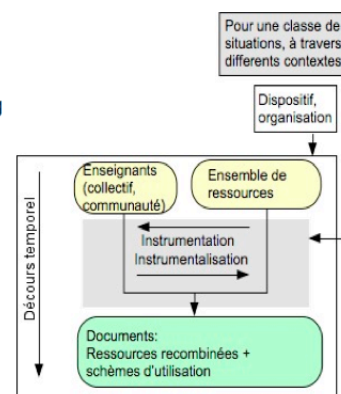 Pour une classe de
situations, à travers
differents contextes
Dispositif,
organisation
Enseignants
(collectif,
communauté)
Ensemble de
ressources
Instrumentation
Instrumentalisation
Décours temporel
Documents:
Ressources recombinées +
schèmes d'utilisation